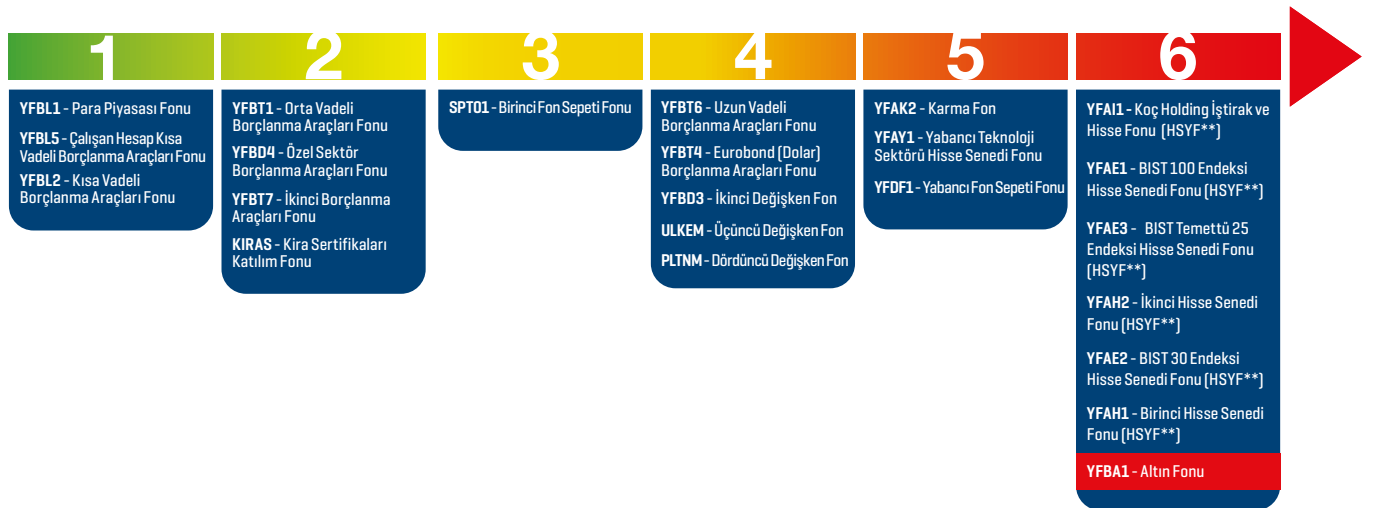 1
YFBL1 - Para Piyasası Fonu
YFBL5 - Çalışan Hesap Kısa
Vadeli Borçlanma Araçları Fonu
YFBL2 - Kısa Vadeli
Borçlanma Araçları Fonu
2
YFBT1 - Orta Vadeli
Borçlanma Araçları Fonu
YFBD4 - Özel Sektör
Borçlanma Araçları Fonu
YFBT7 - İkinci Borçlanma
Araçları Fonu
KIRAS - Kira Sertifikaları
Katılım Fonu
3
SPT01 - Birinci Fon Sepeti Fonu
4
YFBT6 - Uzun Vadeli
Borçlanma Araçları Fonu
YFBT4 - Eurobond (Dolar)
Borçlanma Araçları Fonu
YFBD3 - İkinci Değişken Fon
ULKEM - Üçüncü Değişken Fon
PLTNM - Dördüncü Değişken Fon
5
YFAK2 - Karma Fon
YFAY1 - Yabancı Teknoloji
Sektörü Hisse Senedi Fonu
YFDF1 - Yabancı Fon Sepeti Fonu
6
YFAI1 - Koç Holding İştirak ve
Hisse Fonu (HSYF**)
YFAE1 - BIST 100 Endeksi
Hisse Senedi Fonu (HSYF**)
YFAE3 - BIST Temettü 25
Endeksi Hisse Senedi Fonu
(HSYF**)
YFAH2 - İkinci Hisse Senedi
Fonu (HSYF**)
YFAE2 - BIST 30 Endeksi
Hisse Senedi Fonu (HSYF**)
YFAH1 - Birinci Hisse Senedi
Fonu (HSYF**)
YFBA1 - Altın Fonu